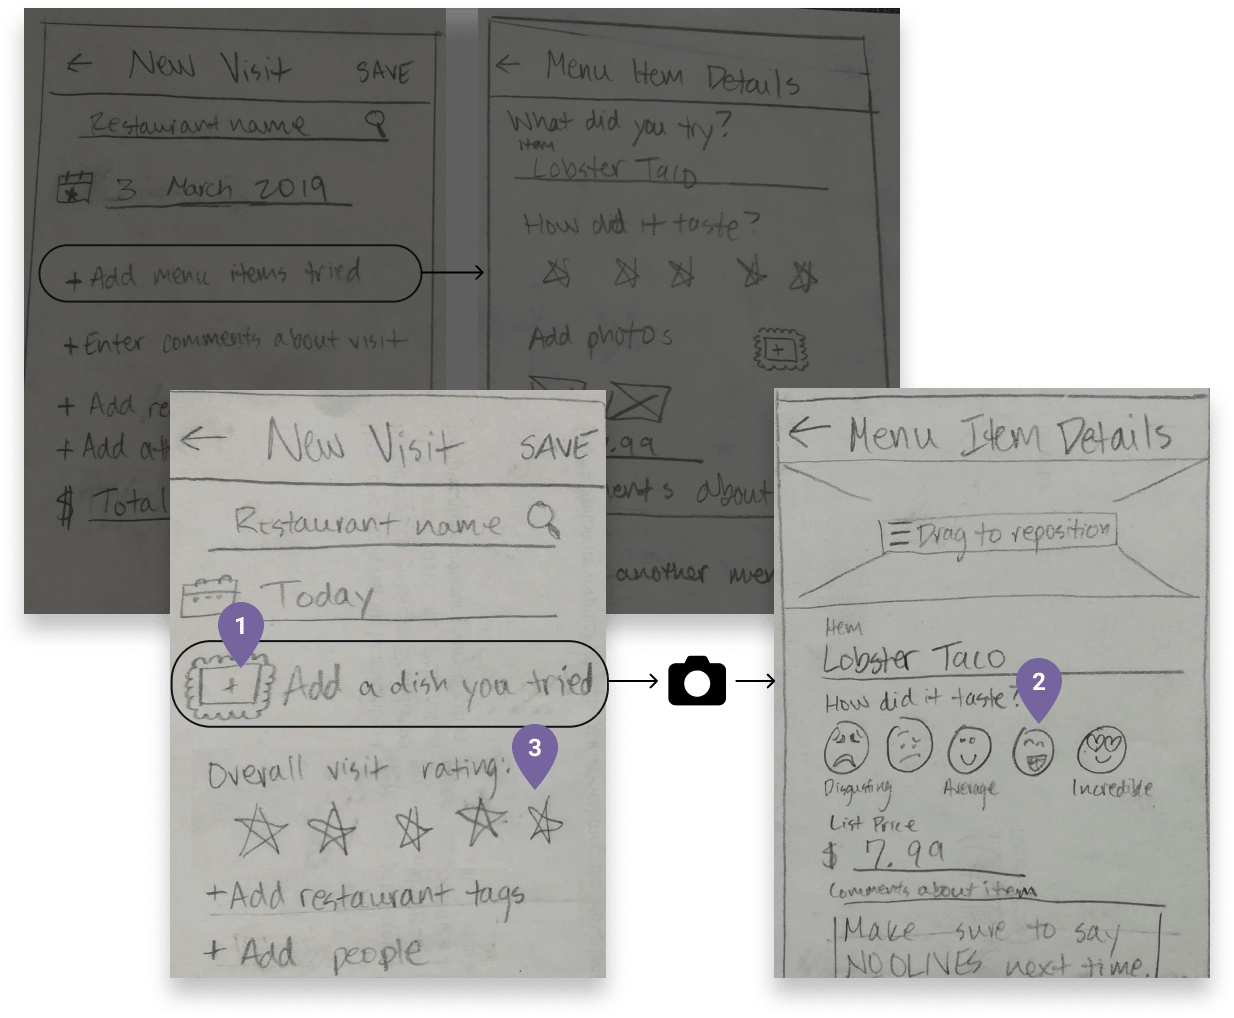 ← New Visit SAVE
Restaurant name
3 March 2019
+ Add menu items tried
+ Enter comments about visit
+ Add re
+ Add
$ Total
← Menu Item Details
What did you try?
item
Lobster Taco
How did it taste?
Add photos
+
.99
about
another
← New Visit SAVE
Restaurant name
Today
1
+ Add a dish you tried
3
Overall visit rating:
+Add restaurant tags
+ Add people
← Menu Item Details
Drag to reposition
Item
Lobster Taco
2
How did it taste?
Disgusting Average Incredible
List Price
$ 7.99
Comments about item
Make sure to say
NO OLIVES next time.